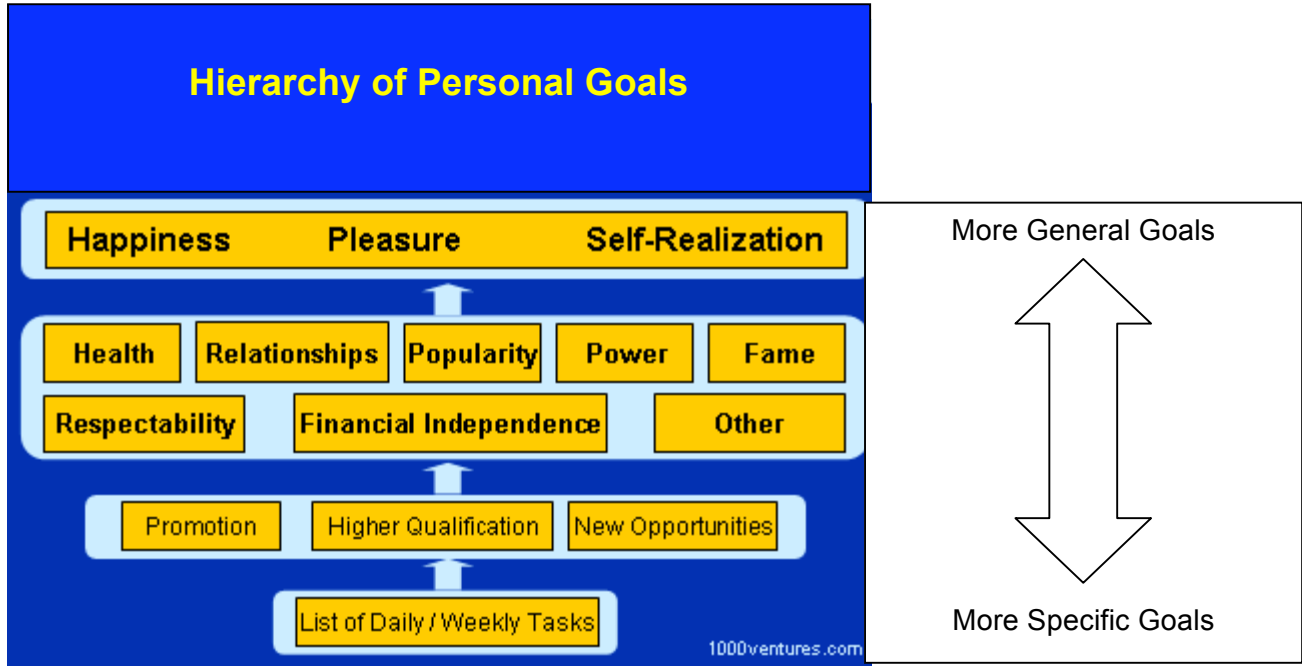 Hierarchy of Personal Goals
Happiness Pleasure Self-Realization
Health Relationships Popularity Power Fame
Respectability Financial Independence Other
Promotion Higher Qualification New Opportunities
List of Daily / Weekly Tasks
1000ventures.com
More General Goals
More Specific Goals